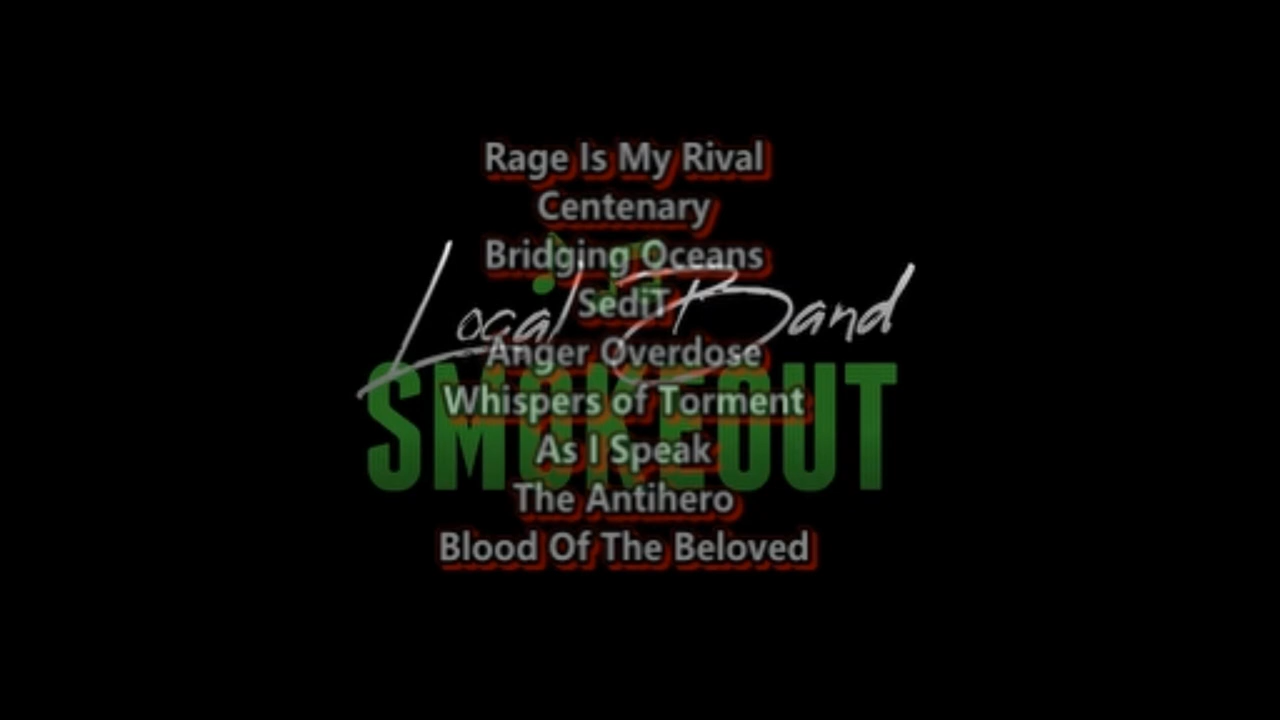 Rage Is My Rival
Centenary
Bridging Oceans
SediT
Local Band
Anger Overdose
SMOKEOUT
Whispers of Torment
As I Speak
The Antihero
Blood Of The Beloved